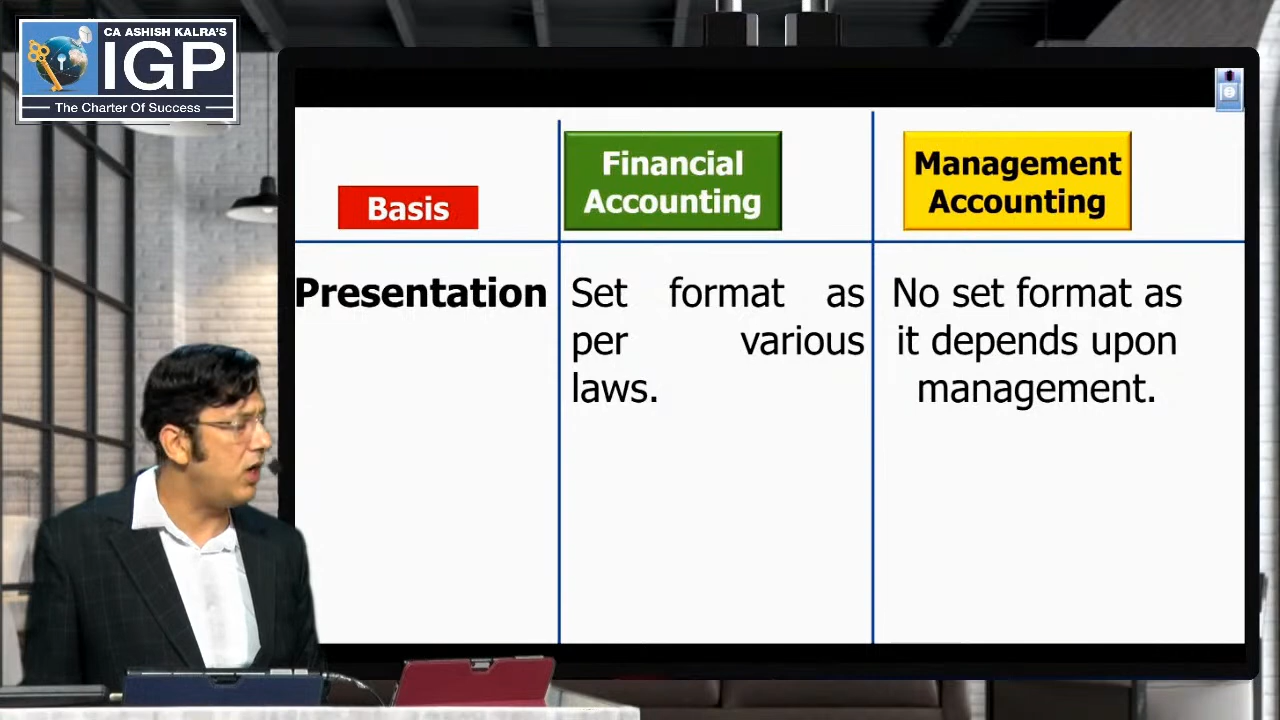 CA ASHISH KALRA'S
IGP
The Charter Of Success
Basis
Financial
Accounting
Management
Accounting
Presentation
Set format as
per various
laws.
No set format as
it depends upon
management.